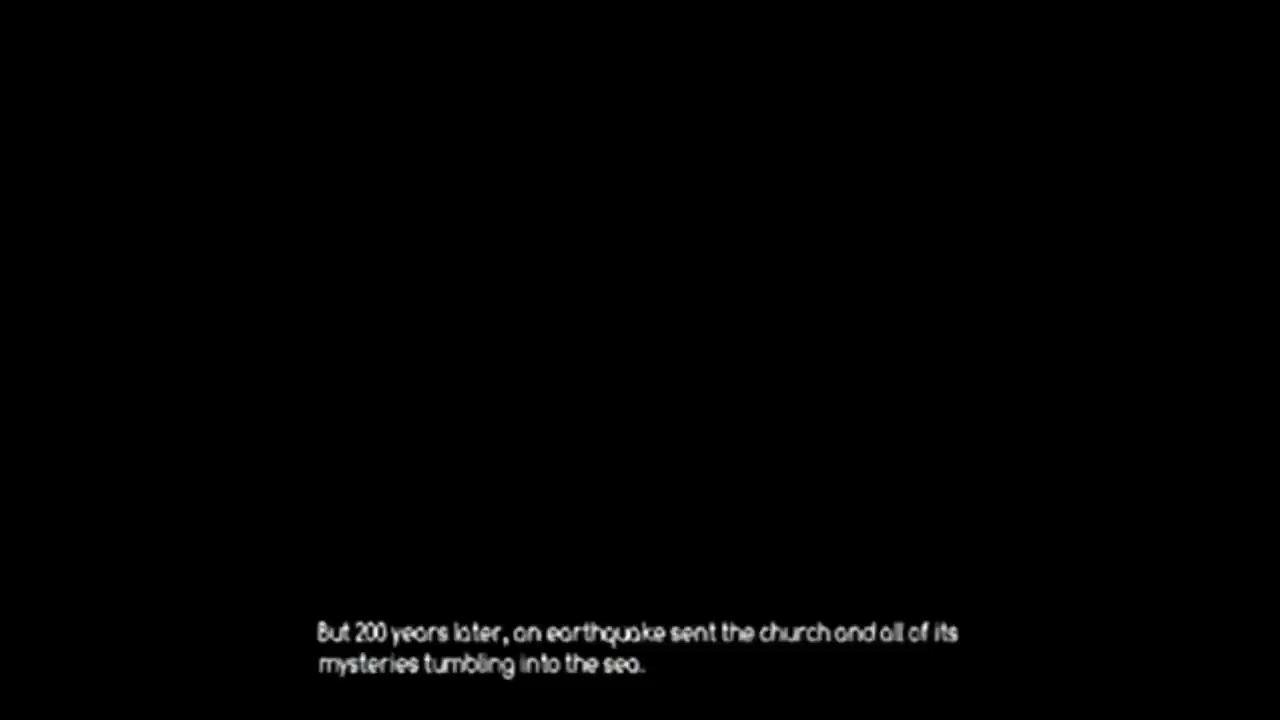 But 200 years later, an earthquake sent the church and all of its
mysteries tumbling into the sea.